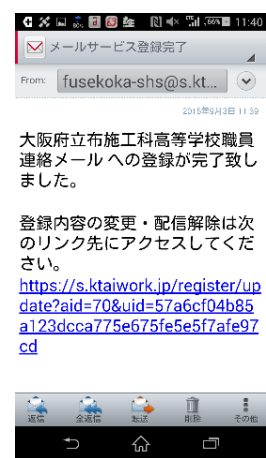 80% 66% 11:40
メールサービス登録完了
From: fusekoka-shs@s.kt...
2015年9月3日 11:39
大阪府立布施工科高等学校職員
連絡メール への登録が完了致し
ました。
登録内容の変更・配信解除は次
のリンク先にアクセスしてくだ
さい。
https://s.ktaiwork.jp/register/up
date?aid=70&uid=57a6cf04b85
a123dcca775e675fe5e5f7afe97
cd
返信 全返信 転送 削除 その他